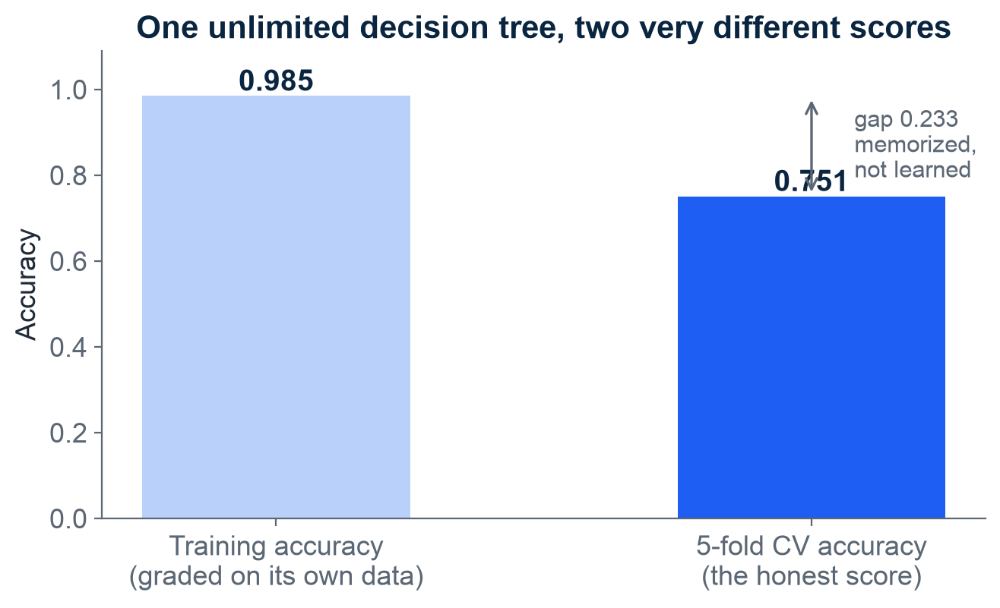 One unlimited decision tree, two very different scores
1.0
0.8
0.6
0.4
0.2
0.0
Accuracy
0.985
0.751
gap 0.233
memorized,
not learned
Training accuracy
(graded on its own data)
5-fold CV accuracy
(the honest score)